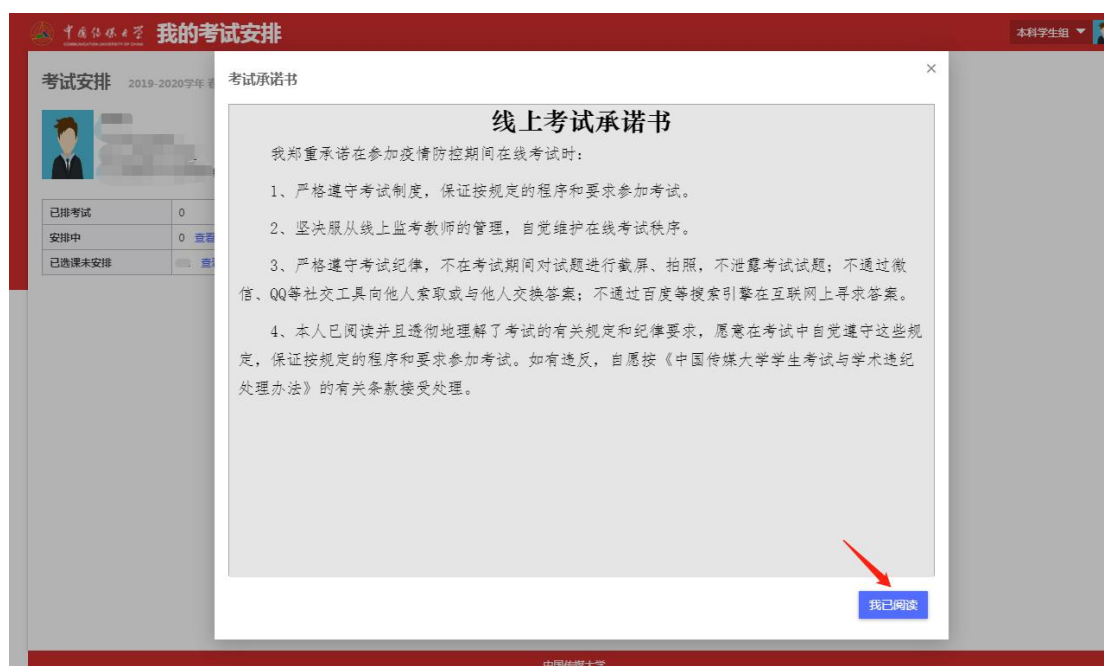 中国传媒大学 我的考试安排
COMMUNICATION UNIVERSITY OF CHINA
本科学生组
考试安排 2019-2020学年 春
已排考试 0
安排中 0 查看
已选课未安排 查
考试承诺书
×
线上考试承诺书
我郑重承诺在参加疫情防控期间在线考试时：
1、严格遵守考试制度，保证按规定的程序和要求参加考试。
2、坚决服从线上监考教师的管理，自觉维护在线考试秩序。
3、严格遵守考试纪律，不在考试期间对试题进行截屏、拍照，不泄露考试试题；不通过微
信、QQ等社交工具向他人索取或与他人交换答案；不通过百度等搜索引擎在互联网上寻求答案。
4、本人已阅读并且透彻地理解了考试的有关规定和纪律要求，愿意在考试中自觉遵守这些规
定，保证按规定的程序和要求参加考试。如有违反，自愿按《中国传媒大学学生考试与学术违纪
处理办法》的有关条款接受处理。
我已阅读
中国传媒大学